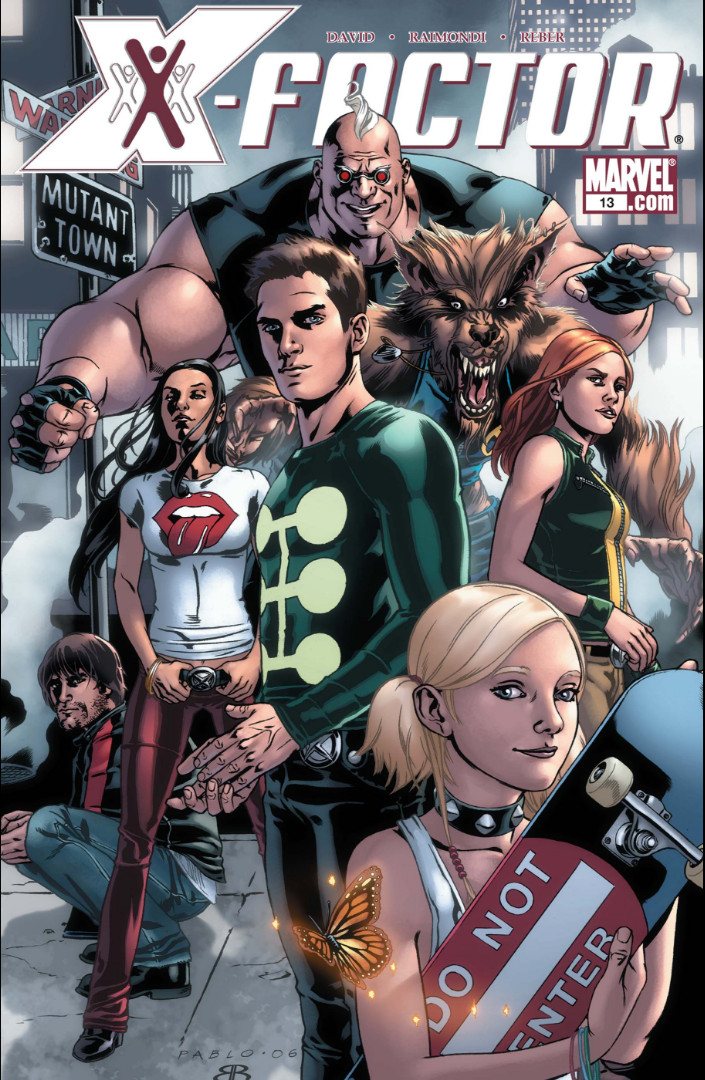 DAVID • RAIMONDI • REBER
X-FACTOR®
MARVEL®
13 .com
MUTANT
TOWN
DO NOT
ENTER
PABLO • 06